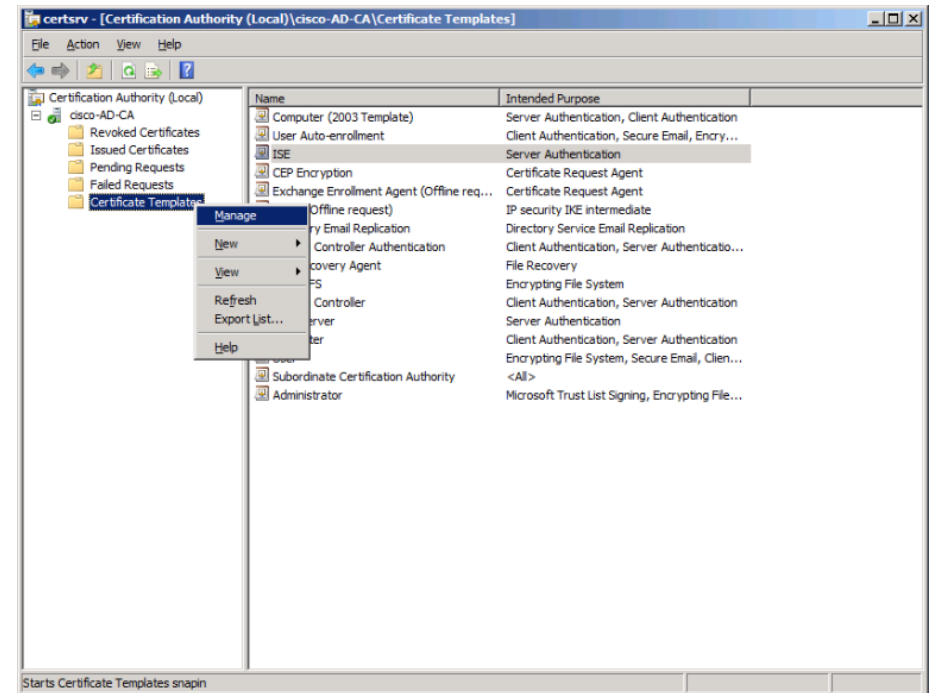 certsrv - [Certification Authority (Local)\cisco-AD-CA\Certificate Templates]
File Action View Help
Certification Authority (Local)
cisco-AD-CA
Revoked Certificates
Issued Certificates
Pending Requests
Failed Requests
Certificate Templates
Manage
New
View
Refresh
Export List...
Help
Name Intended Purpose
Computer (2003 Template) Server Authentication, Client Authentication
User Auto-enrollment Client Authentication, Secure Email, Encry...
ISE Server Authentication
CEP Encryption Certificate Request Agent
Exchange Enrollment Agent (Offline req... Certificate Request Agent
Offline request) IP security IKE intermediate
ry Email Replication Directory Service Email Replication
Controller Authentication Client Authentication, Server Authenticatio...
covery Agent File Recovery
FS Encrypting File System
Controller Client Authentication, Server Authentication
erver Server Authentication
ter Client Authentication, Server Authentication
Encrypting File System, Secure Email, Clien...
Subordinate Certification Authority <All>
Administrator Microsoft Trust List Signing, Encrypting File...
Starts Certificate Templates snapin